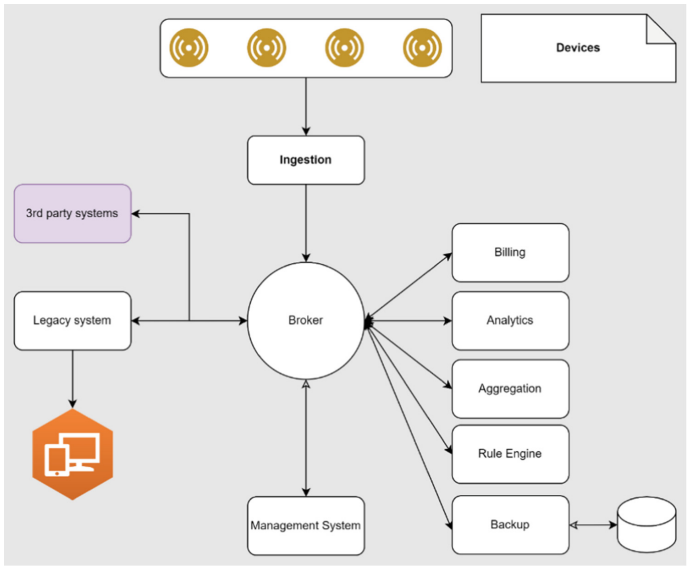 Devices
Ingestion
3rd party systems
Billing
Legacy system
Broker
Analytics
Aggregation
Rule Engine
Management System
Backup